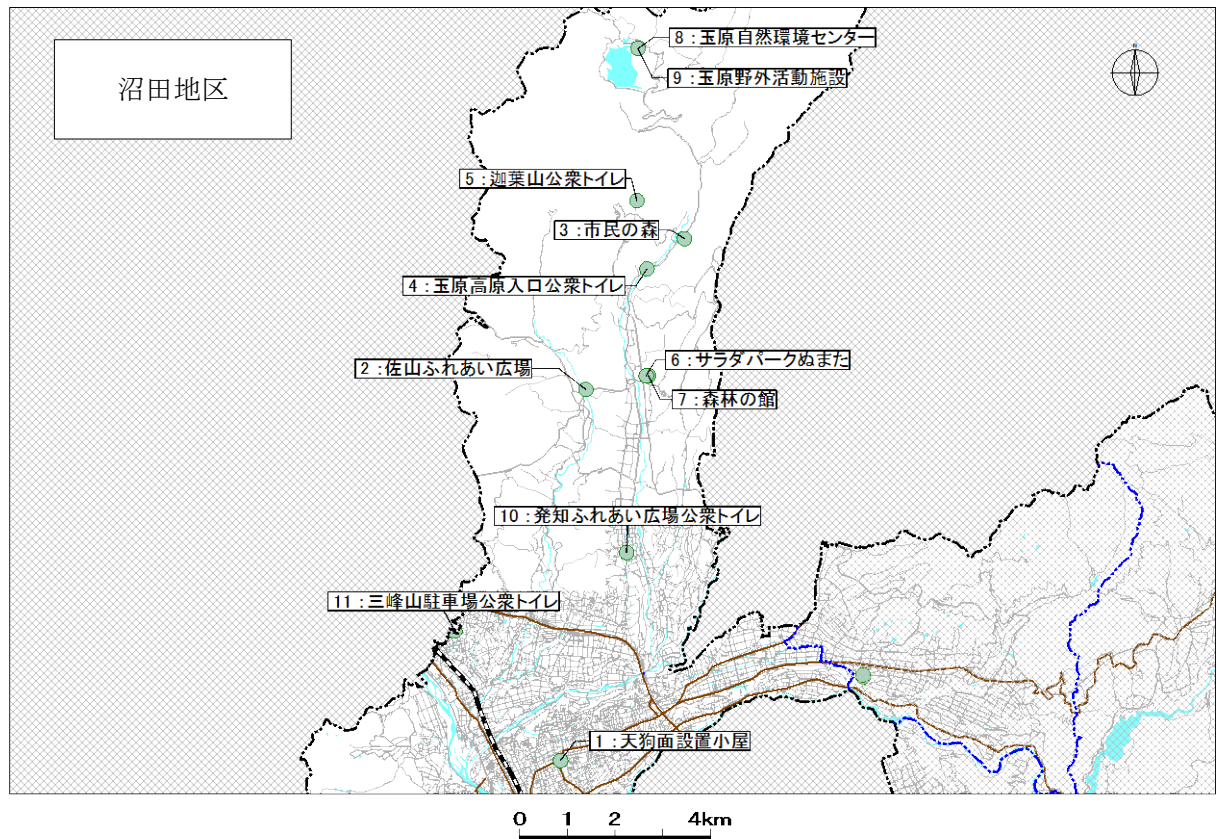 沼田地区
8：玉原自然環境センター
9：玉原野外活動施設
5：迦葉山公衆トイレ
3：市民の森
4：玉原高原入口公衆トイレ
2：佐山ふれあい広場
6：サラダパークぬまた
7：森林の館
10：発知ふれあい広場公衆トイレ
11：三峰山駐車場公衆トイレ
1：天狗面設置小屋
0 1 2 4km